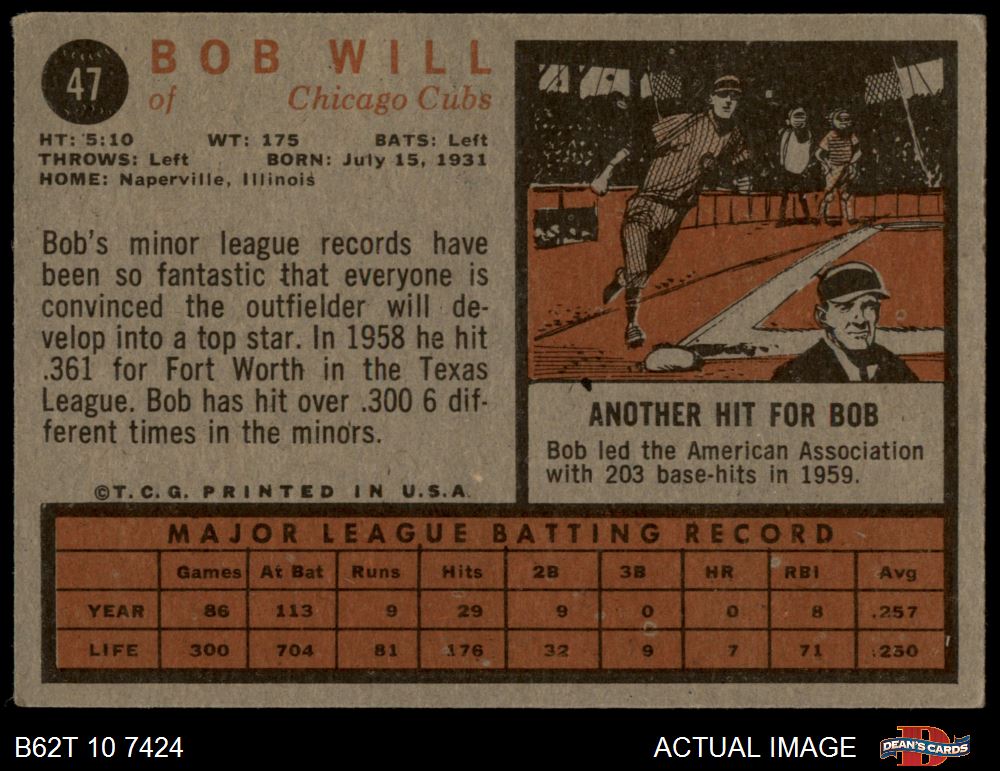 47
BOB WILL
of Chicago Cubs
HT: 5:10 WT: 175 BATS: Left
THROWS: Left BORN: July 15, 1931
HOME: Naperville, Illinois
Bob's minor league records have
been so fantastic that everyone is
convinced the outfielder will de-
velop into a top star. In 1958 he hit
.361 for Fort Worth in the Texas
League. Bob has hit over .300 6 dif-
ferent times in the minors.
©T.C.G. PRINTED IN U.S.A.
ANOTHER HIT FOR BOB
Bob led the American Association
with 203 base-hits in 1959.
MAJOR LEAGUE BATTING RECORD
Games At Bat Runs Hits 2B 3B HR RBI Avg
YEAR 86 113 9 29 9 0 0 8 .257
LIFE 300 704 81 176 32 9 7 71 .250
B62T 10 7424
ACTUAL IMAGE
DEAN'S CARDS